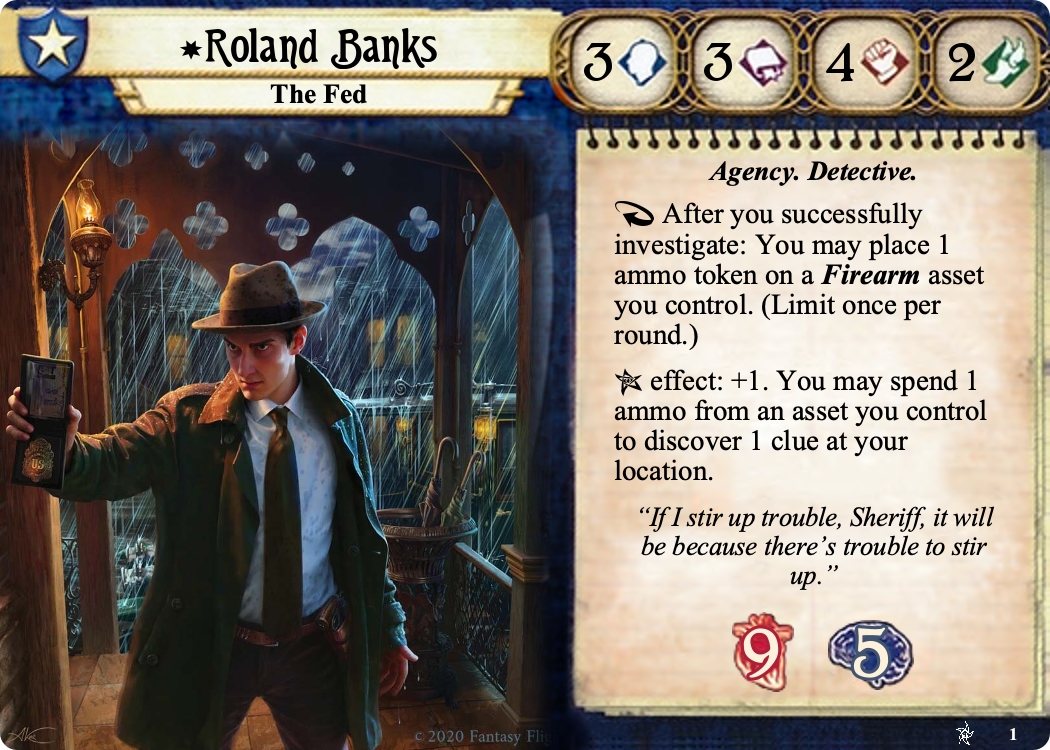 Roland Banks
The Fed
3 3 4 2
Agency. Detective.
After you successfully
investigate: You may place 1
ammo token on a Firearm asset
you control. (Limit once per
round.)
effect: +1. You may spend 1
ammo from an asset you control
to discover 1 clue at your
location.
“If I stir up trouble, Sheriff, it will
be because there’s trouble to stir
up.”
9 5
US
© 2020 Fantasy Fli
1